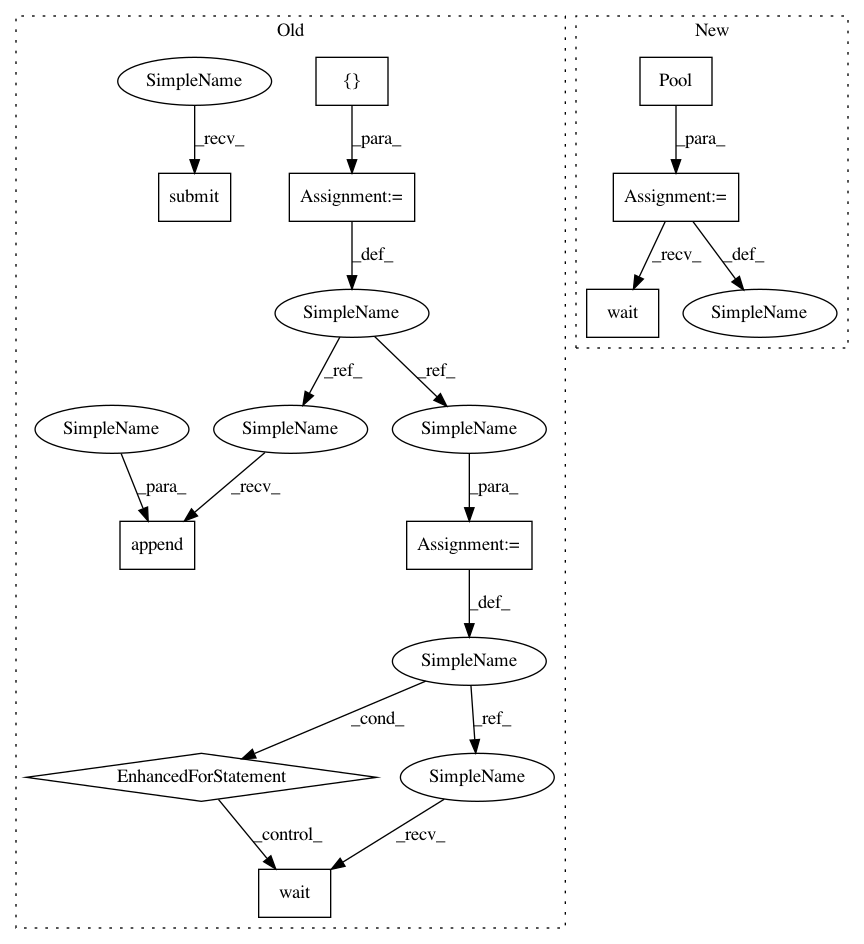 Old
New
SimpleName
{}
Pool
_recv_
_para_
_para_
submit
Assignment:=
Assignment:=
_def_
_recv_
_def_
SimpleName
wait
SimpleName
_ref_
_ref_
SimpleName
SimpleName
SimpleName
_para_
_recv_
_para_
append
Assignment:=
_def_
SimpleName
_cond_
_ref_
EnhancedForStatement
SimpleName
_control_
_recv_
wait